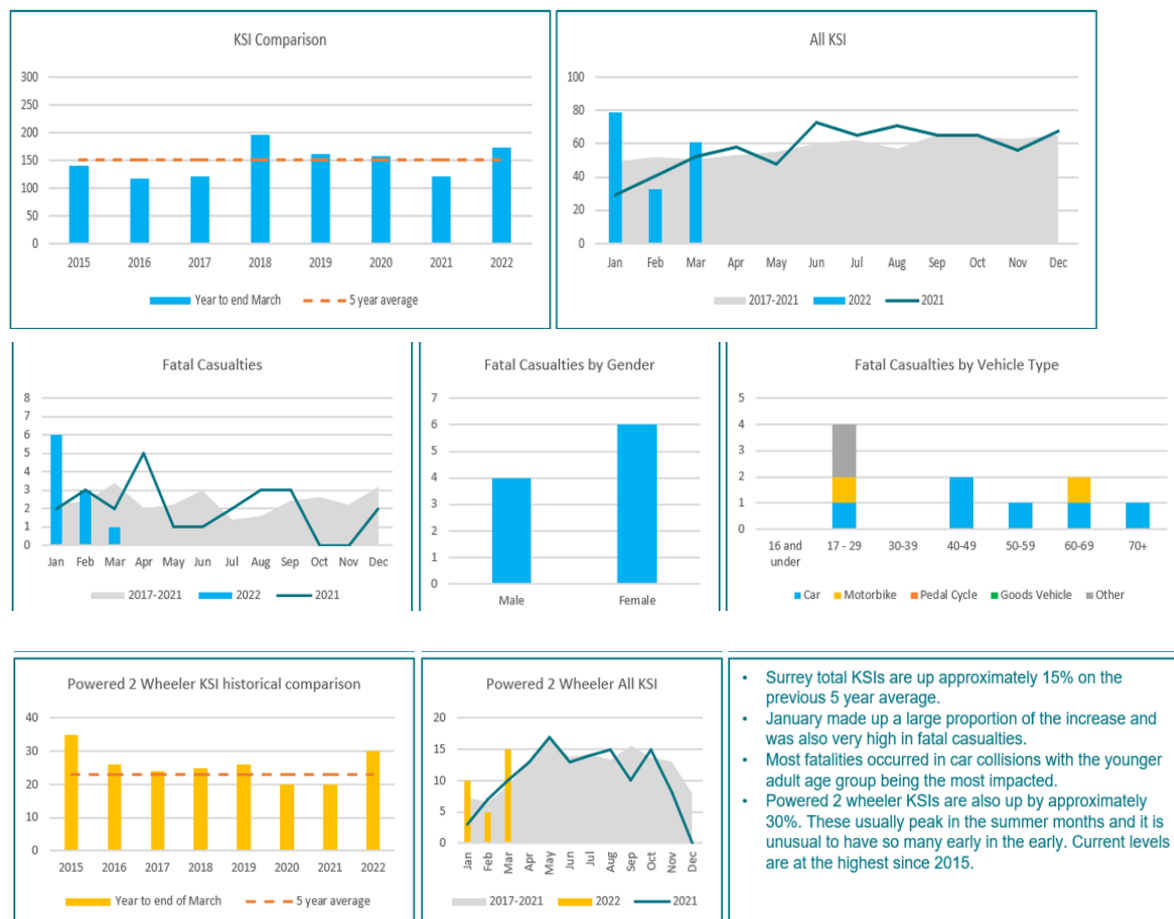 KSI Comparison
300
250
200
150
100
50
0
2015 2016 2017 2018 2019 2020 2021 2022
Year to end March 5 year average
All KSI
100
80
60
40
20
0
Jan Feb Mar Apr May Jun Jul Aug Sep Oct Nov Dec
2017-2021 2022 2021
Fatal Casualties
8
7
6
5
4
3
2
1
0
Jan Feb Mar Apr May Jun Jul Aug Sep Oct Nov Dec
2017-2021 2022 2021
Fatal Casualties by Gender
7
6
5
4
3
2
1
0
Male Female
Fatal Casualties by Vehicle Type
5
4
3
2
1
0
16 and under 17 - 29 30-39 40-49 50-59 60-69 70+
Car Motorbike Pedal Cycle Goods Vehicle Other
Powered 2 Wheeler KSI historical comparison
40
30
20
10
0
2015 2016 2017 2018 2019 2020 2021 2022
Year to end of March 5 year average
Powered 2 Wheeler All KSI
20
15
10
5
0
Jan Feb Mar Apr May Jun Jul Aug Sep Oct Nov Dec
2017-2021 2022 2021
• Surrey total KSIs are up approximately 15% on the
previous 5 year average.
• January made up a large proportion of the increase and
was also very high in fatal casualties.
• Most fatalities occurred in car collisions with the younger
adult age group being the most impacted.
• Powered 2 wheeler KSIs are also up by approximately
30%. These usually peak in the summer months and it is
unusual to have so many early in the early. Current levels
are at the highest since 2015.